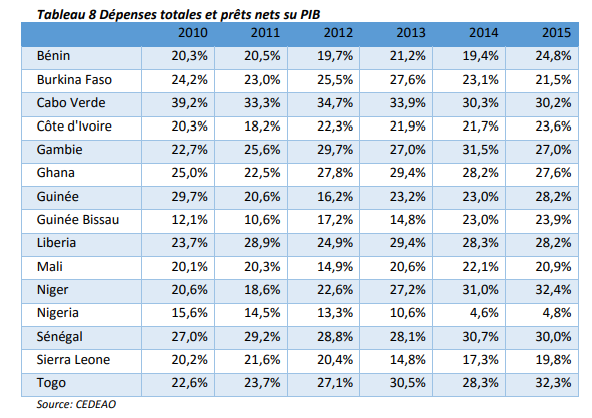 Tableau 8 Dépenses totales et prêts nets su PIB
2010 2011 2012 2013 2014 2015
Bénin 20,3% 20,5% 19,7% 21,2% 19,4% 24,8%
Burkina Faso 24,2% 23,0% 25,5% 27,6% 23,1% 21,5%
Cabo Verde 39,2% 33,3% 34,7% 33,9% 30,3% 30,2%
Côte d'Ivoire 20,3% 18,2% 22,3% 21,9% 21,7% 23,6%
Gambie 22,7% 25,6% 29,7% 27,0% 31,5% 27,0%
Ghana 25,0% 22,5% 27,8% 29,4% 28,2% 27,6%
Guinée 29,7% 20,6% 16,2% 23,2% 23,0% 28,2%
Guinée Bissau 12,1% 10,6% 17,2% 14,8% 23,0% 23,9%
Liberia 23,7% 28,9% 24,9% 29,4% 28,3% 28,2%
Mali 20,1% 20,3% 14,9% 20,6% 22,1% 20,9%
Niger 20,6% 18,6% 22,6% 27,2% 31,0% 32,4%
Nigeria 15,6% 14,5% 13,3% 10,6% 4,6% 4,8%
Sénégal 27,0% 29,2% 28,8% 28,1% 30,7% 30,0%
Sierra Leone 20,2% 21,6% 20,4% 14,8% 17,3% 19,8%
Togo 22,6% 23,7% 27,1% 30,5% 28,3% 32,3%
Source: CEDEAO